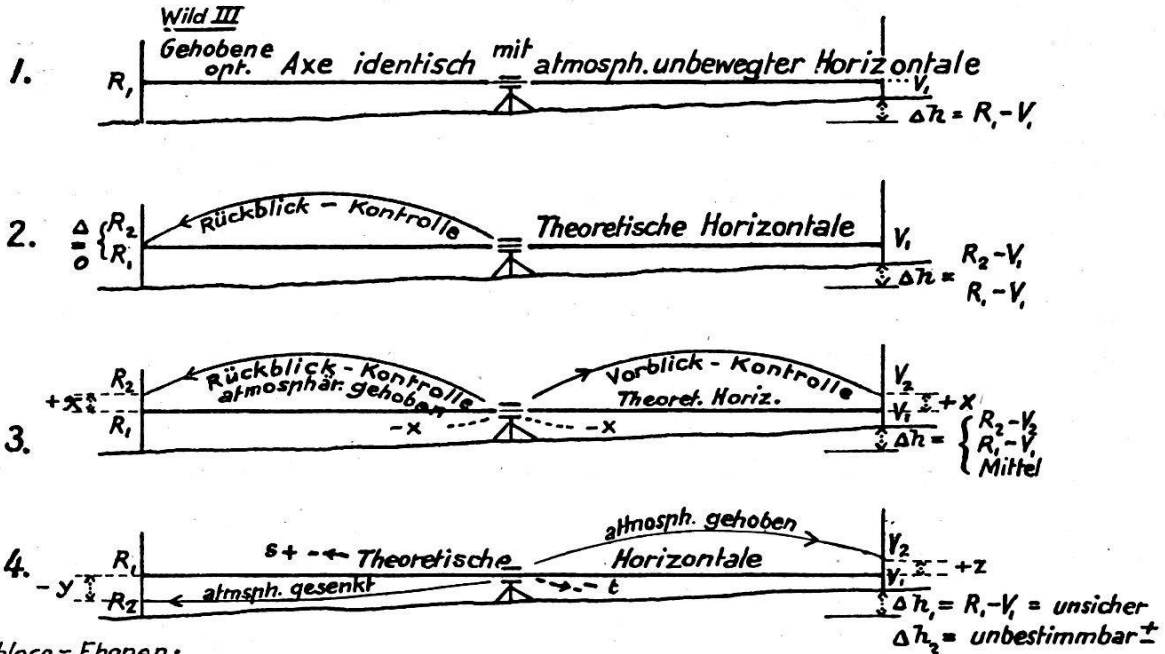 Wild III
1.
Gehobene
opt. Axe identisch mit atmosph. unbewegter Horizontale
R₁
V₁
Δh = R₁-V₁
2.
Δ = 0 { R₂ R₁
Rückblick - Kontrolle
Theoretische Horizontale
V₁
Δh = R₂-V₁
R₁-V₁
3.
R₂
+x
R₁
Rückblick-Kontrolle
atmosphär. gehoben
-x
-x
Vorblick-Kontrolle
Theoret. Horiz.
V₂
+x
V₁
Δh = { R₂-V₂
R₁-V₁
Mittel
4.
R₁
-y
R₂
s+
Theoretische Horizontale
atmsph. gesenkt
atmosph. gehoben
t
V₂
+z
V₁
Δh₁ = R₁-V₁ = unsicher
Δh₂ = unbestimmbar ±